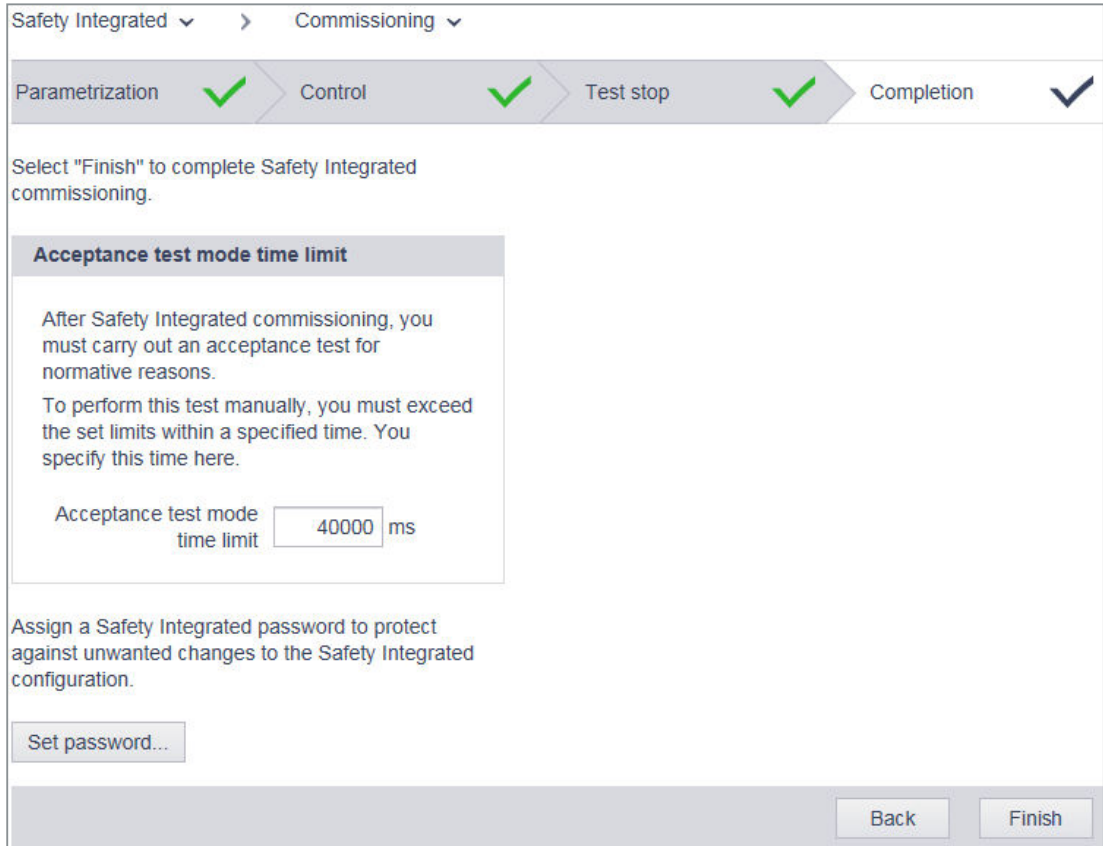 Safety Integrated > Commissioning
Parametrization Control Test stop Completion
Select "Finish" to complete Safety Integrated
commissioning.
Acceptance test mode time limit
After Safety Integrated commissioning, you
must carry out an acceptance test for
normative reasons.
To perform this test manually, you must exceed
the set limits within a specified time. You
specify this time here.
Acceptance test mode
time limit 40000 ms
Assign a Safety Integrated password to protect
against unwanted changes to the Safety Integrated
configuration.
Set password...
Back Finish